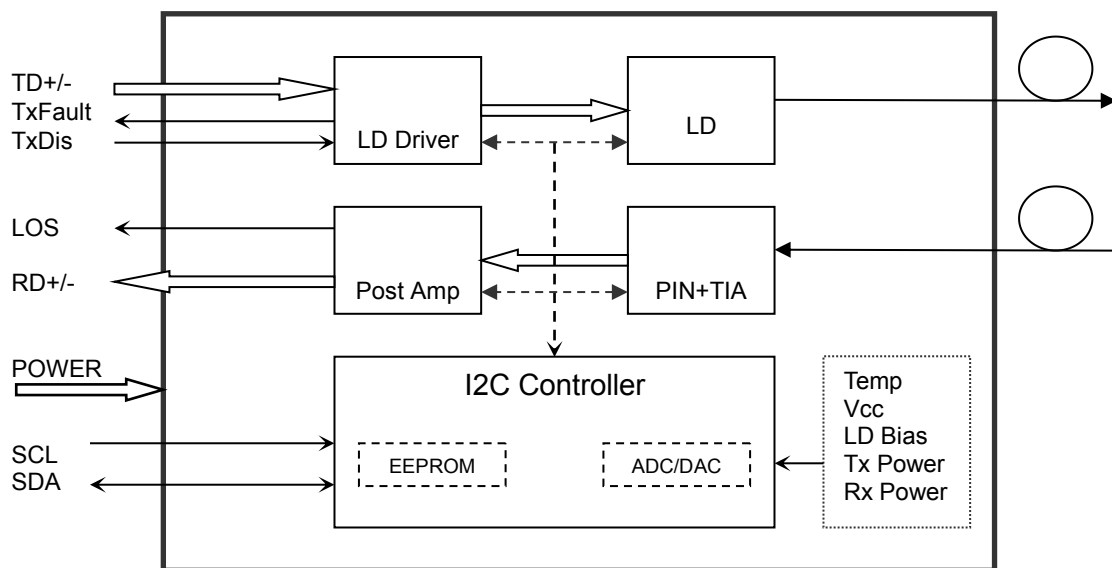 TD+/-
TxFault
TxDis
LD Driver
LD
LOS
RD+/-
Post Amp
PIN+TIA
POWER
SCL
SDA
I2C Controller
EEPROM
ADC/DAC
Temp
Vcc
LD Bias
Tx Power
Rx Power